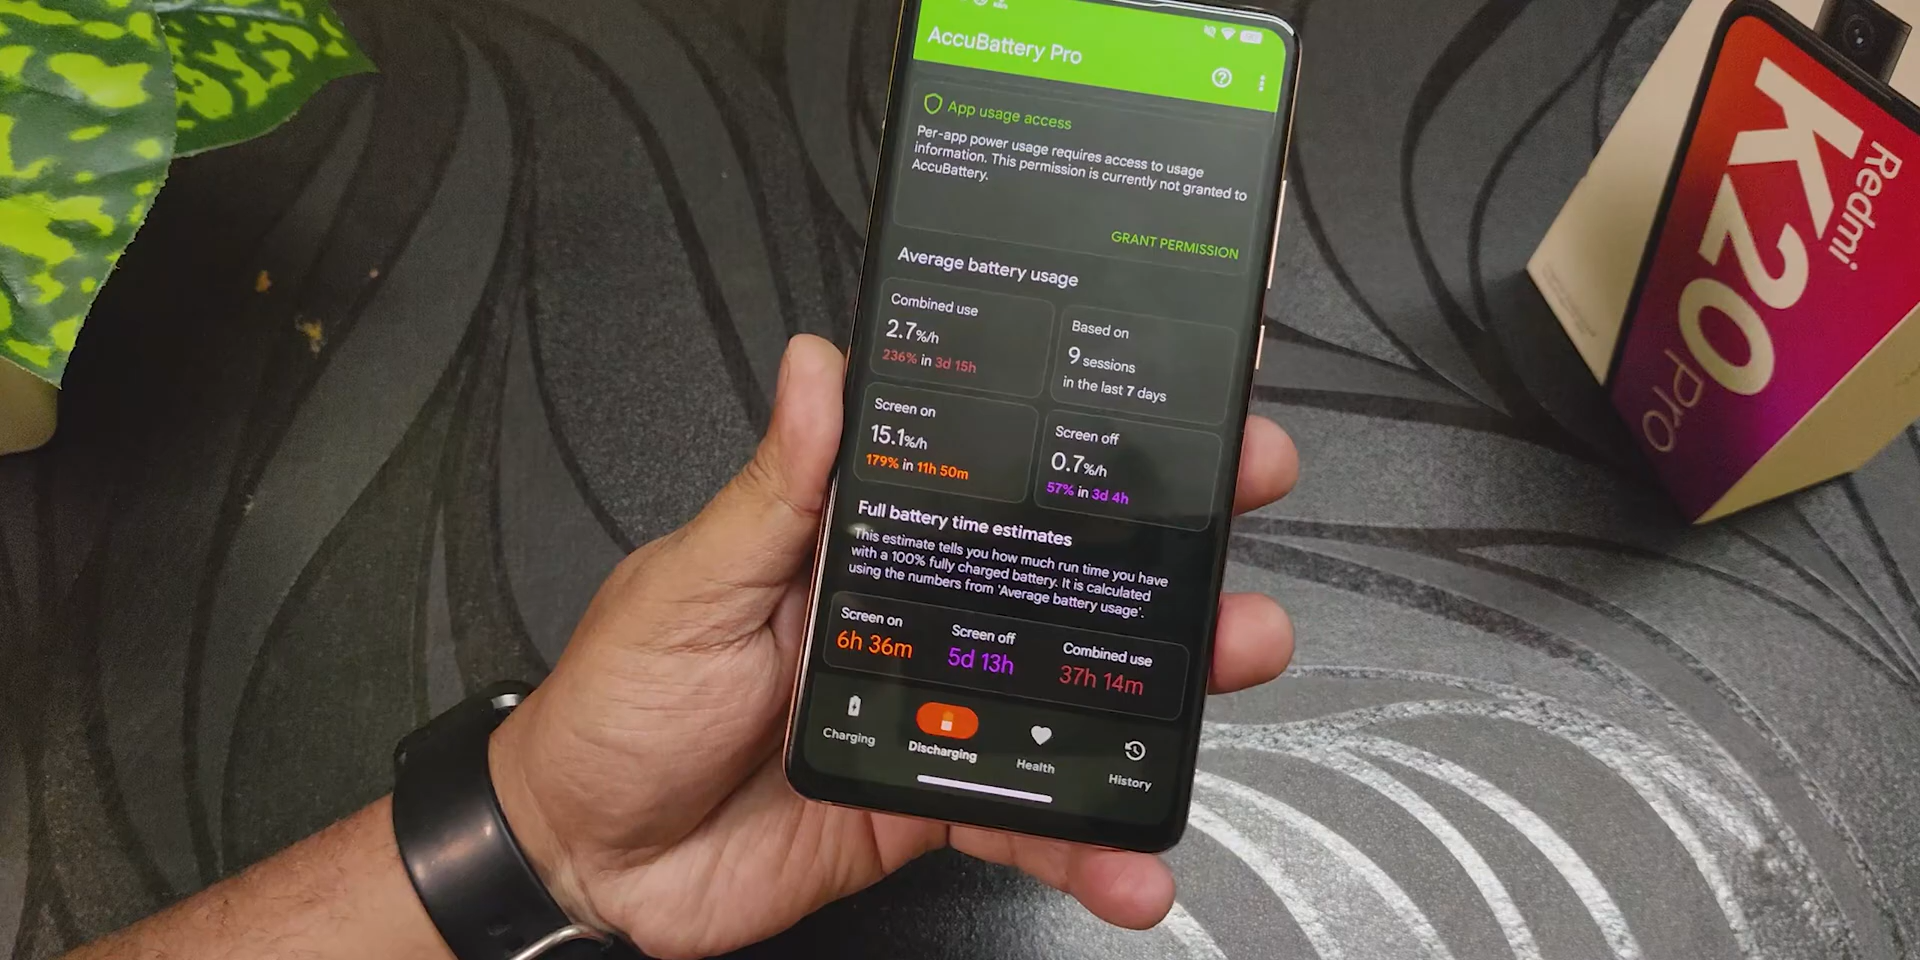 AccuBattery Pro
App usage access
Per-app power usage requires access to usage
information. This permission is currently not granted to
AccuBattery.
GRANT PERMISSION
Average battery usage
Combined use
2.7%/h
236% in 3d 15h
Based on
9 sessions
in the last 7 days
Screen on
15.1%/h
179% in 11h 50m
Screen off
0.7%/h
57% in 3d 4h
Full battery time estimates
This estimate tells you how much run time you have
with a 100% fully charged battery. It is calculated
using the numbers from 'Average battery usage'.
Screen on
6h 36m
Screen off
5d 13h
Combined use
37h 14m
Charging
Discharging
Health
History
Redmi
K20 Pro